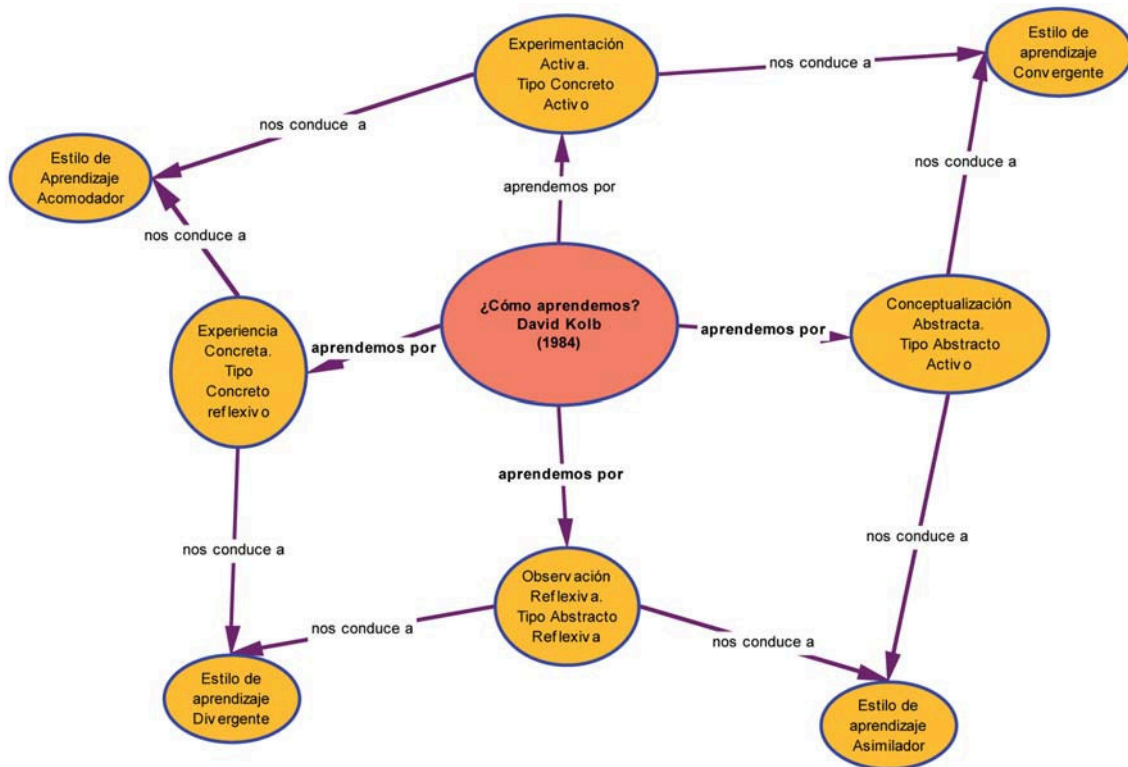 Experimentación
Activa.
Tipo Concreto
Activo
nos conduce a
Estilo de
aprendizaje
Convergente
nos conduce a
Estilo de
Aprendizaje
Acomodador
aprendemos por
nos conduce a
nos conduce a
¿Cómo aprendemos?
David Kolb
(1984)
aprendemos por
Conceptualización
Abstracta.
Tipo Abstracto
Activo
Experiencia
Concreta.
Tipo
Concreto
reflexivo
aprendemos por
aprendemos por
nos conduce a
nos conduce a
Observación
Reflexiva.
Tipo Abstracto
Reflexiva
nos conduce a
nos conduce a
Estilo de
aprendizaje
Divergente
Estilo de
aprendizaje
Asimilador